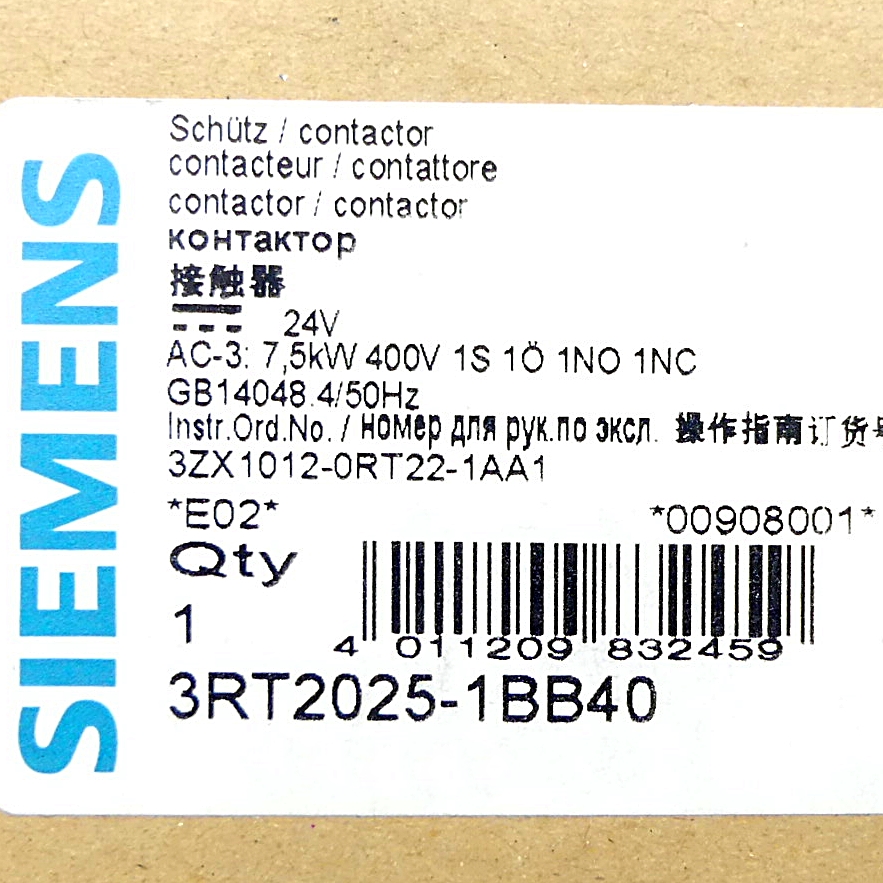 SIEMENS
Schütz / contactor
contacteur / contattore
contactor / contactor
контактор
接触器
24V
AC-3: 7,5kW 400V 1S 1Ö 1NO 1NC
GB14048.4/50Hz
Instr.Ord.No. / номер для рук.по эксл. 操作指南订货号
3ZX1012-0RT22-1AA1
*E02* *00908001*
Qty
1
4 011209 832459
3RT2025-1BB40